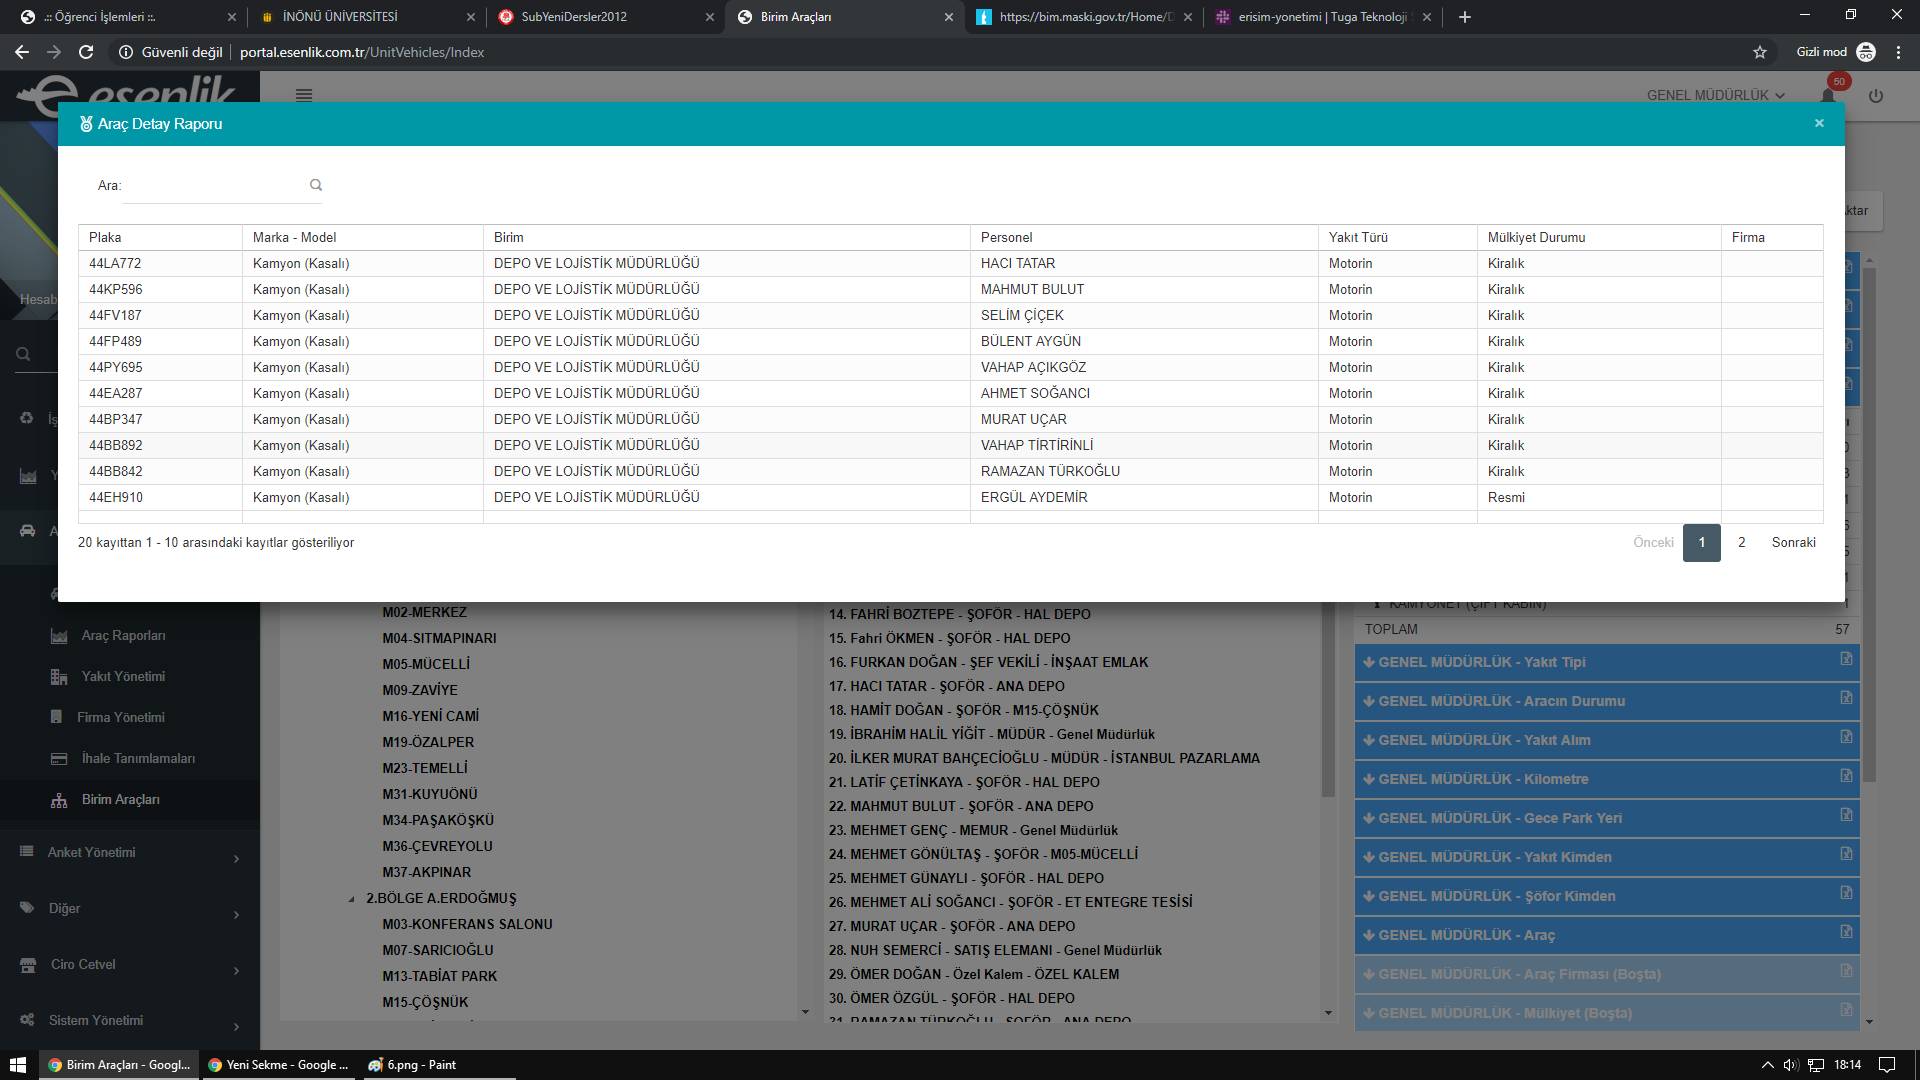 .:: Öğrenci İşlemleri ::.
İNÖNÜ ÜNİVERSİTESİ
SubYeniDersler2012
Birim Araçları
https://bim.maski.gov.tr/Home/D
erisim-yonetimi | Tuga Teknoloji
Güvenli değil
portal.esenlik.com.tr/UnitVehicles/Index
Gizli mod
esenlik
GENEL MÜDÜRLÜK
50
Araç Detay Raporu
Ara:
ktar
Hesab
Plaka Marka - Model Birim Personel Yakıt Türü Mülkiyet Durumu Firma
44LA772 Kamyon (Kasalı) DEPO VE LOJİSTİK MÜDÜRLÜĞÜ HACI TATAR Motorin Kiralık
44KP596 Kamyon (Kasalı) DEPO VE LOJİSTİK MÜDÜRLÜĞÜ MAHMUT BULUT Motorin Kiralık
44FV187 Kamyon (Kasalı) DEPO VE LOJİSTİK MÜDÜRLÜĞÜ SELİM ÇİÇEK Motorin Kiralık
44FP489 Kamyon (Kasalı) DEPO VE LOJİSTİK MÜDÜRLÜĞÜ BÜLENT AYGÜN Motorin Kiralık
44PY695 Kamyon (Kasalı) DEPO VE LOJİSTİK MÜDÜRLÜĞÜ VAHAP AÇIKGÖZ Motorin Kiralık
44EA287 Kamyon (Kasalı) DEPO VE LOJİSTİK MÜDÜRLÜĞÜ AHMET SOĞANCI Motorin Kiralık
44BP347 Kamyon (Kasalı) DEPO VE LOJİSTİK MÜDÜRLÜĞÜ MURAT UÇAR Motorin Kiralık
44BB892 Kamyon (Kasalı) DEPO VE LOJİSTİK MÜDÜRLÜĞÜ VAHAP TİRTİRİNLİ Motorin Kiralık
44BB842 Kamyon (Kasalı) DEPO VE LOJİSTİK MÜDÜRLÜĞÜ RAMAZAN TÜRKOĞLU Motorin Kiralık
44EH910 Kamyon (Kasalı) DEPO VE LOJİSTİK MÜDÜRLÜĞÜ ERGÜL AYDEMİR Motorin Resmi
20 kayıttan 1 - 10 arasındaki kayıtlar gösteriliyor
Önceki 1 2 Sonraki
Araç Raporları
Yakıt Yönetimi
Firma Yönetimi
İhale Tanımlamaları
Birim Araçları
Anket Yönetimi
Diğer
Ciro Cetvel
Sistem Yönetimi
M02-MERKEZ
M04-SITMAPINARI
M05-MÜCELLİ
M09-ZAVİYE
M16-YENİ CAMİ
M19-ÖZALPER
M23-TEMELLİ
M31-KUYUÖNÜ
M34-PAŞAKÖŞKÜ
M36-ÇEVREYOLU
M37-AKPINAR
2.BÖLGE A.ERDOĞMUŞ
M03-KONFERANS SALONU
M07-SARICIOĞLU
M13-TABİAT PARK
M15-ÇÖŞNÜK
14. FAHRİ BOZTEPE - ŞOFÖR - HAL DEPO
15. Fahri ÖKMEN - ŞOFÖR - HAL DEPO
16. FURKAN DOĞAN - ŞEF VEKİLİ - İNŞAAT EMLAK
17. HACI TATAR - ŞOFÖR - ANA DEPO
18. HAMİT DOĞAN - ŞOFÖR - M15-ÇÖŞNÜK
19. İBRAHİM HALİL YİĞİT - MÜDÜR - Genel Müdürlük
20. İLKER MURAT BAHÇECİOĞLU - MÜDÜR - İSTANBUL PAZARLAMA
21. LATİF ÇETİNKAYA - ŞOFÖR - HAL DEPO
22. MAHMUT BULUT - ŞOFÖR - ANA DEPO
23. MEHMET GENÇ - MEMUR - Genel Müdürlük
24. MEHMET GÖNÜLTAŞ - ŞOFÖR - M05-MÜCELLİ
25. MEHMET GÜNAYLI - ŞOFÖR - HAL DEPO
26. MEHMET ALİ SOĞANCI - ŞOFÖR - ET ENTEGRE TESİSİ
27. MURAT UÇAR - ŞOFÖR - ANA DEPO
28. NUH SEMERCİ - SATIŞ ELEMANI - Genel Müdürlük
29. ÖMER DOĞAN - Özel Kalem - ÖZEL KALEM
30. ÖMER ÖZGÜL - ŞOFÖR - HAL DEPO
31. RAMAZAN TÜRKOĞLU - ŞOFÖR - ANA DEPO
KAMYONET (ÇİFT KABİN) 1
TOPLAM 57
GENEL MÜDÜRLÜK - Yakıt Tipi
GENEL MÜDÜRLÜK - Aracın Durumu
GENEL MÜDÜRLÜK - Yakıt Alım
GENEL MÜDÜRLÜK - Kilometre
GENEL MÜDÜRLÜK - Gece Park Yeri
GENEL MÜDÜRLÜK - Yakıt Kimden
GENEL MÜDÜRLÜK - Şöfor Kimden
GENEL MÜDÜRLÜK - Araç
GENEL MÜDÜRLÜK - Araç Firması (Boşta)
GENEL MÜDÜRLÜK - Mülkiyet (Boşta)
Birim Araçları - Googl...
Yeni Sekme - Google ...
6.png - Paint
18:14